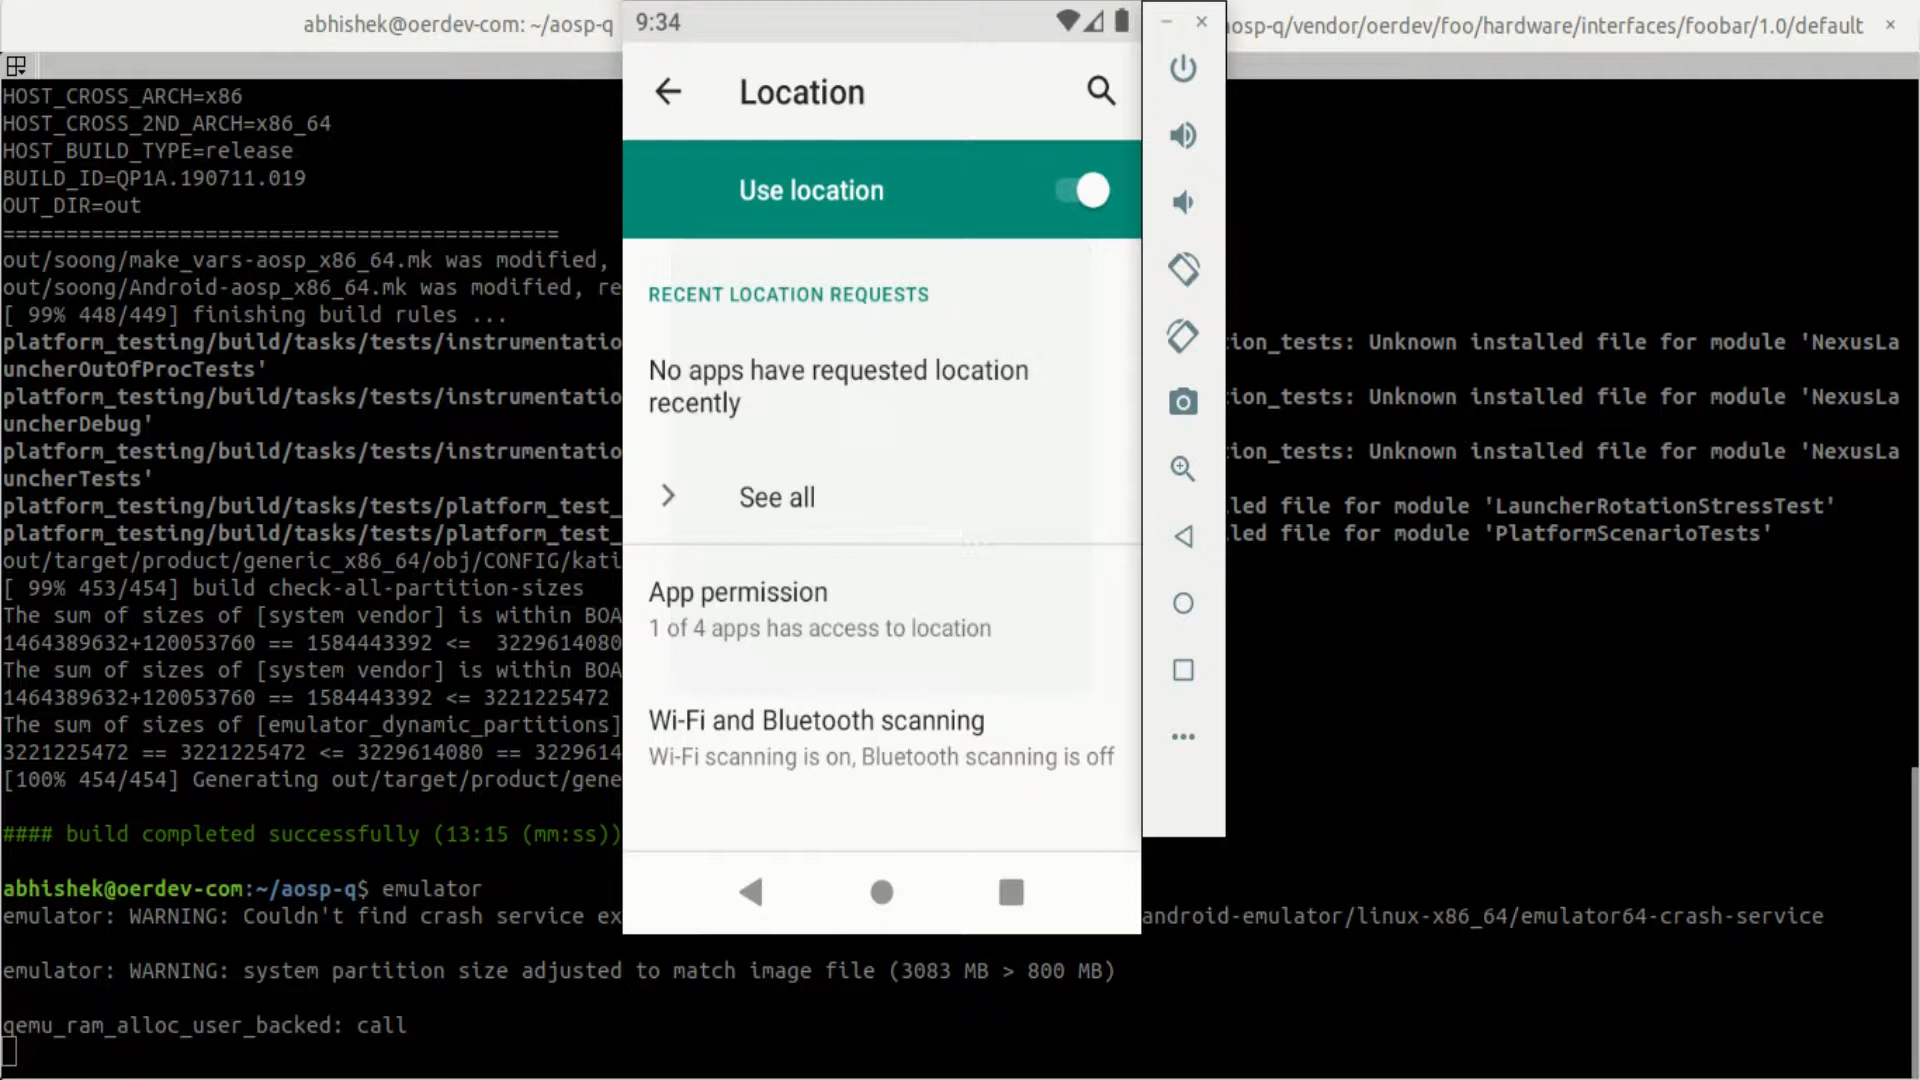 abhishek@oerdev-com: ~/aosp-q
osp-q/vendor/oerdev/foo/hardware/interfaces/foobar/1.0/default
HOST_CROSS_ARCH=x86
HOST_CROSS_2ND_ARCH=x86_64
HOST_BUILD_TYPE=release
BUILD_ID=QP1A.190711.019
OUT_DIR=out
============================================
out/soong/make_vars-aosp_x86_64.mk was modified,
out/soong/Android-aosp_x86_64.mk was modified, re
[ 99% 448/449] finishing build rules ...
platform_testing/build/tasks/tests/instrumentatio
ion_tests: Unknown installed file for module 'NexusLa
uncherOutOfProcTests'
platform_testing/build/tasks/tests/instrumentatio
ion_tests: Unknown installed file for module 'NexusLa
uncherDebug'
platform_testing/build/tasks/tests/instrumentatio
ion_tests: Unknown installed file for module 'NexusLa
uncherTests'
platform_testing/build/tasks/tests/platform_test_
led file for module 'LauncherRotationStressTest'
platform_testing/build/tasks/tests/platform_test_
led file for module 'PlatformScenarioTests'
out/target/product/generic_x86_64/obj/CONFIG/kati
[ 99% 453/454] build check-all-partition-sizes
The sum of sizes of [system vendor] is within BOA
1464389632+120053760 == 1584443392 <=  3229614080
The sum of sizes of [system vendor] is within BOA
1464389632+120053760 == 1584443392 <= 3221225472
The sum of sizes of [emulator_dynamic_partitions]
3221225472 == 3221225472 <= 3229614080 == 3229614
[100% 454/454] Generating out/target/product/gene
#### build completed successfully (13:15 (mm:ss))
abhishek@oerdev-com:~/aosp-q$ emulator
emulator: WARNING: Couldn't find crash service ex
android-emulator/linux-x86_64/emulator64-crash-service
emulator: WARNING: system partition size adjusted to match image file (3083 MB > 800 MB)
qemu_ram_alloc_user_backed: call
9:34
Location
Use location
RECENT LOCATION REQUESTS
No apps have requested location
recently
See all
App permission
1 of 4 apps has access to location
Wi-Fi and Bluetooth scanning
Wi-Fi scanning is on, Bluetooth scanning is off